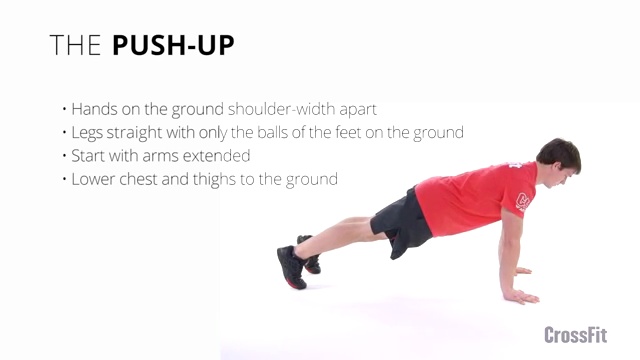 THE PUSH-UP
• Hands on the ground shoulder-width apart
• Legs straight with only the balls of the feet on the ground
• Start with arms extended
• Lower chest and thighs to the ground
CrossFit